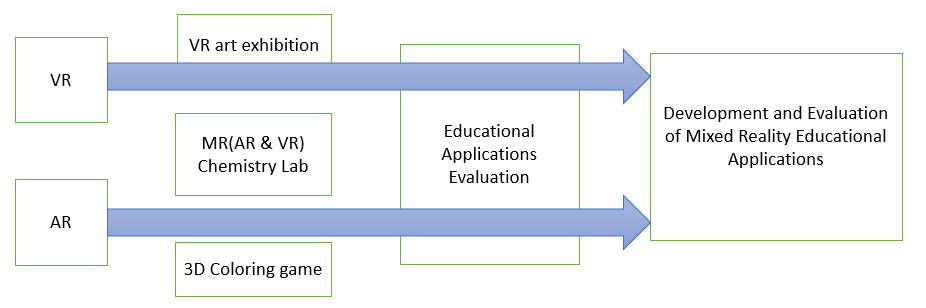 VR
AR
VR art exhibition
MR(AR & VR)
Chemistry Lab
3D Coloring game
Educational
Applications
Evaluation
Development and Evaluation
of Mixed Reality Educational
Applications